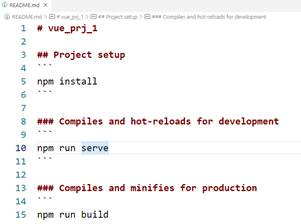 README.md ×
README.md > # vue_prj_1 > ## Project setup > ### Compiles and hot-reloads for development
1 # vue_prj_1
2
3 ## Project setup
4 ```
5 npm install
6 ```
7
8 ### Compiles and hot-reloads for development
9 ```
10 npm run serve
11 ```
12
13 ### Compiles and minifies for production
14 ```
15 npm run build